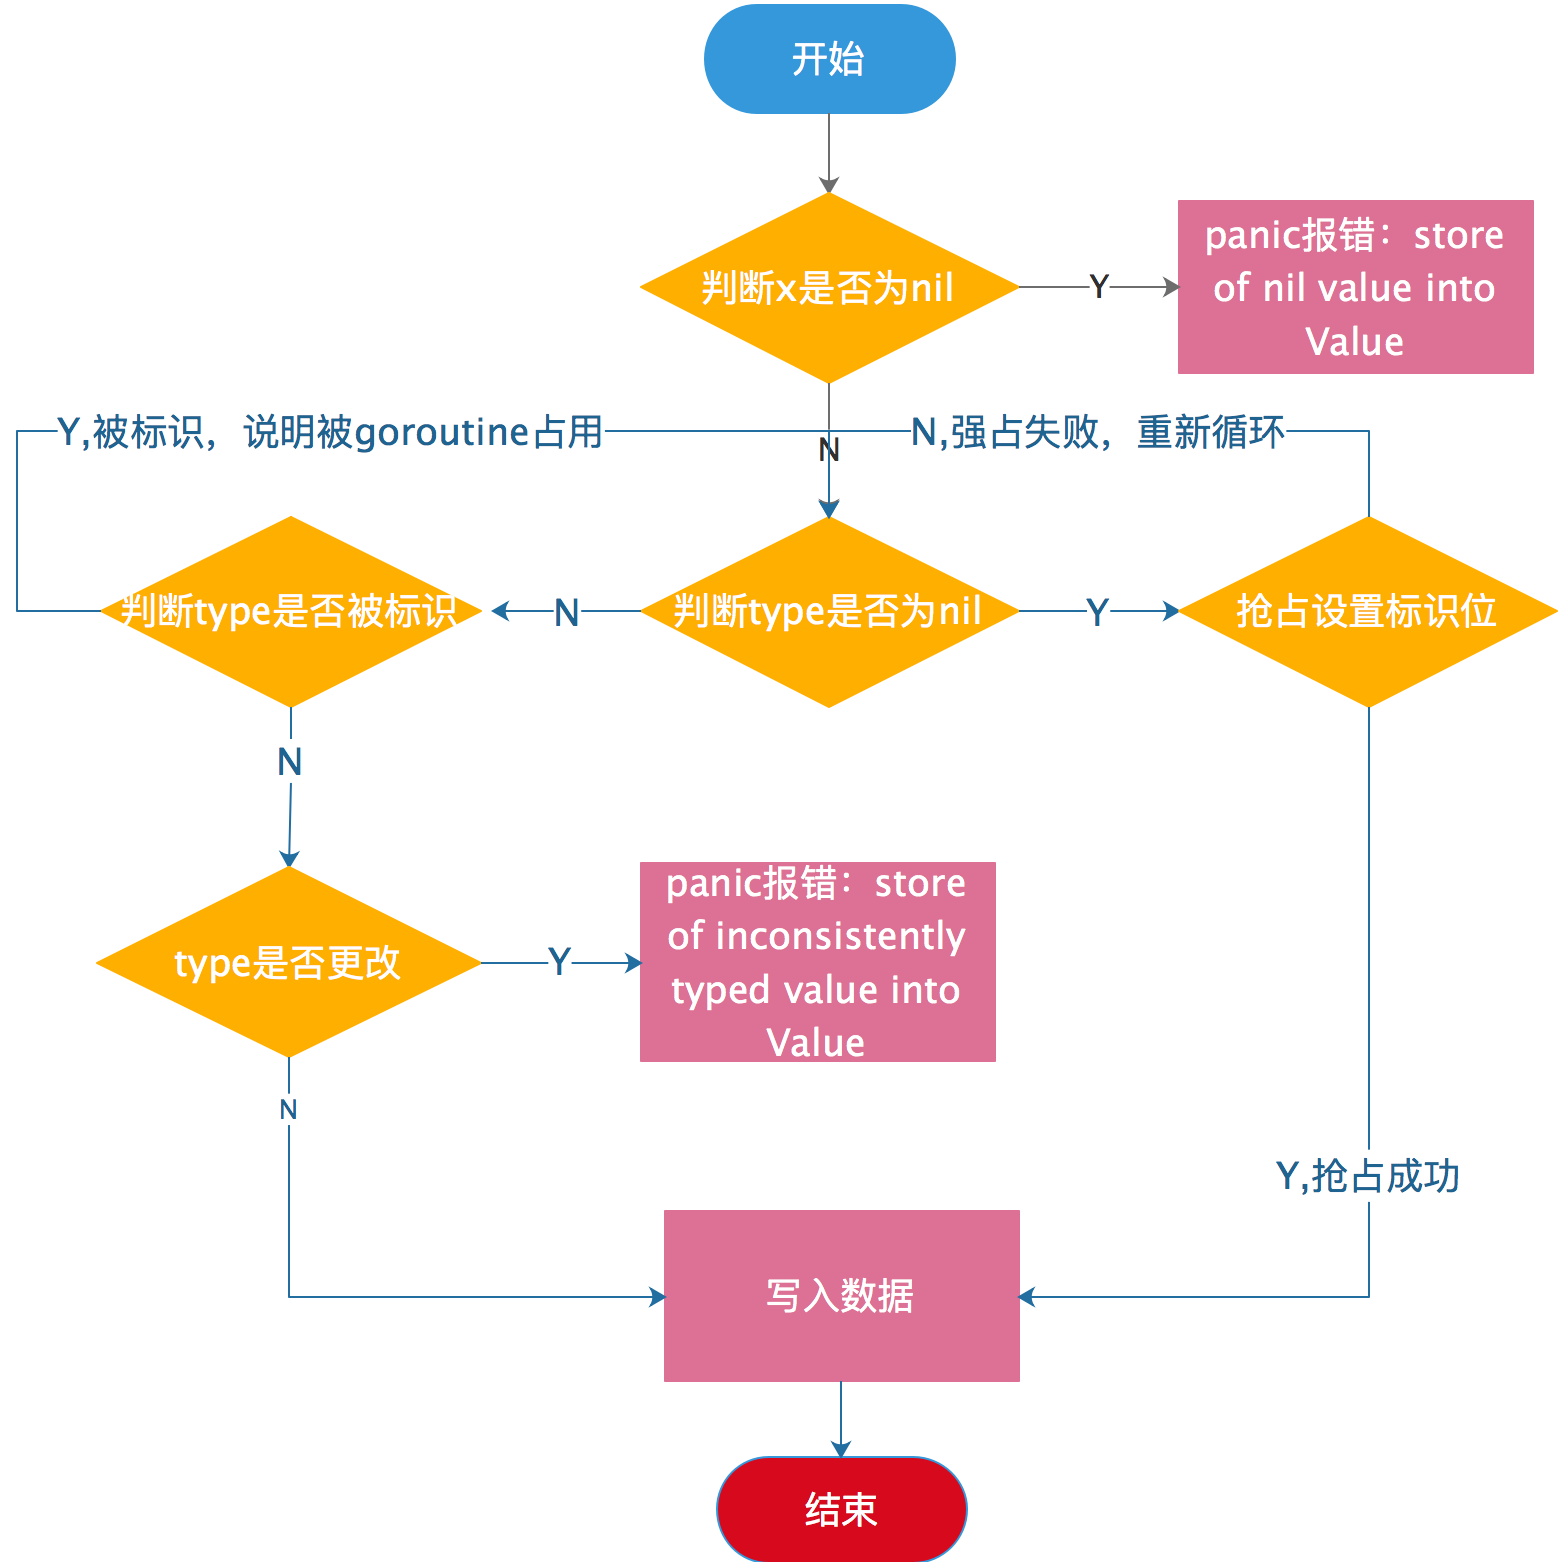 开始
判断x是否为nil
Y
panic报错：store
of nil value into
Value
Y,被标识，说明被goroutine占用
N
N,强占失败，重新循环
判断type是否被标识
N
判断type是否为nil
Y
抢占设置标识位
N
type是否更改
Y
panic报错：store
of inconsistently
typed value into
Value
N
Y,抢占成功
写入数据
结束